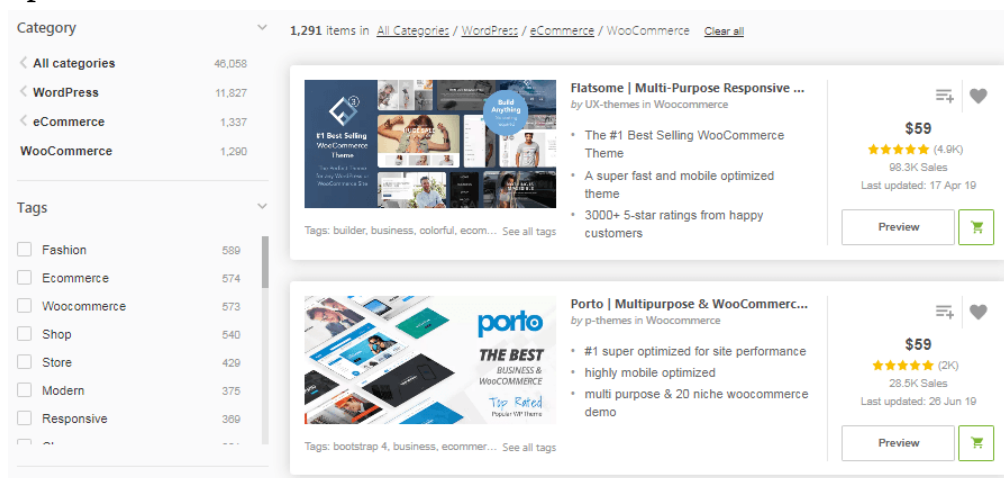 Category
All categories 46,058
WordPress 11,827
eCommerce 1,337
WooCommerce 1,290
Tags
Fashion 589
Ecommerce 574
Woocommerce 573
Shop 540
Store 429
Modern 375
Responsive 369
1,291 items in All Categories / WordPress / eCommerce / WooCommerce Clear all
3
#1 Best Selling
WooCommerce
Theme
Build
Anything
Tags: builder, business, colorful, ecom... See all tags
Flatsome | Multi-Purpose Responsive ...
by UX-themes in Woocommerce
• The #1 Best Selling WooCommerce
Theme
• A super fast and mobile optimized
theme
• 3000+ 5-star ratings from happy
customers
$59
(4.9K)
98.3K Sales
Last updated: 17 Apr 19
Preview
porto
THE BEST
BUSINESS &
WooCOMMERCE
Top Rated
Popular WP Theme
Tags: bootstrap 4, business, ecommer... See all tags
Porto | Multipurpose & WooCommerc...
by p-themes in Woocommerce
• #1 super optimized for site performance
• highly mobile optimized
• multi purpose & 20 niche woocommerce
demo
$59
(2K)
28.5K Sales
Last updated: 26 Jun 19
Preview